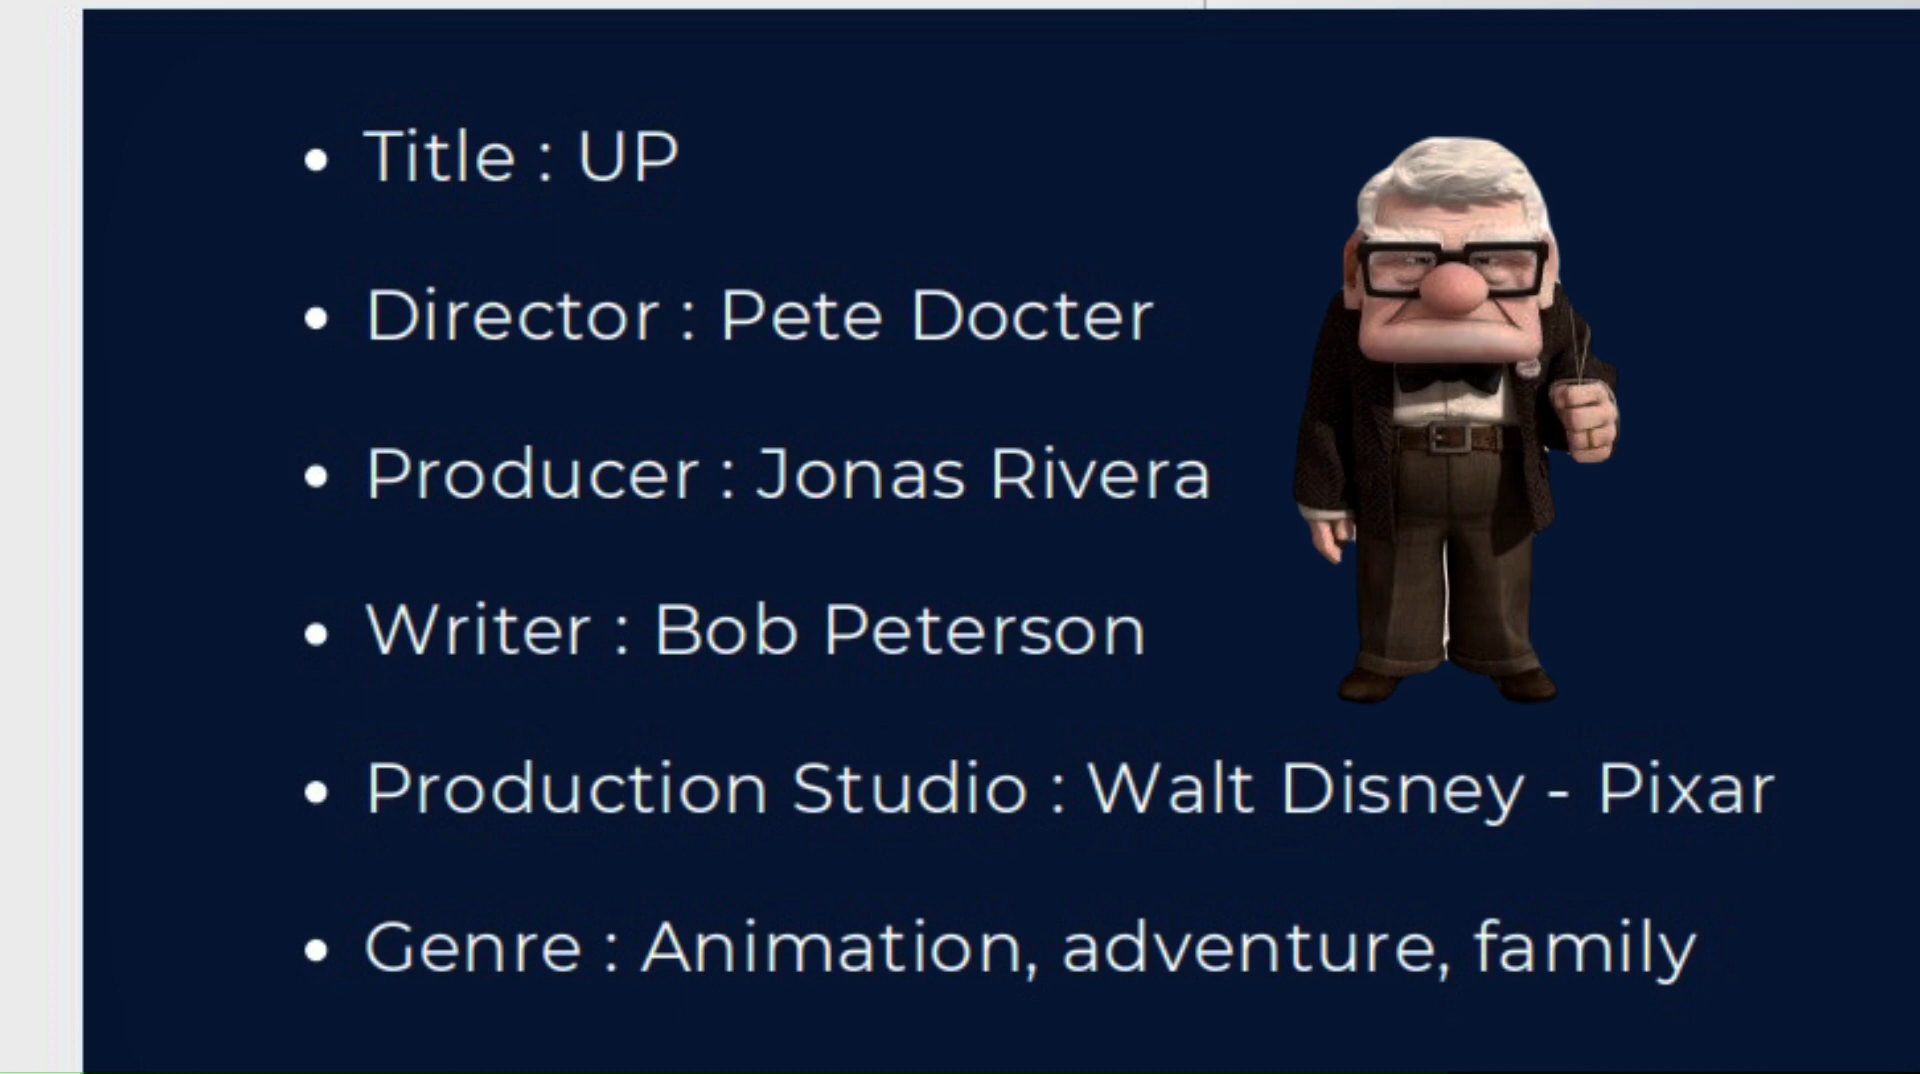 Title : UP
Director : Pete Docter
Producer : Jonas Rivera
Writer : Bob Peterson
Production Studio : Walt Disney - Pixar
Genre : Animation, adventure, family